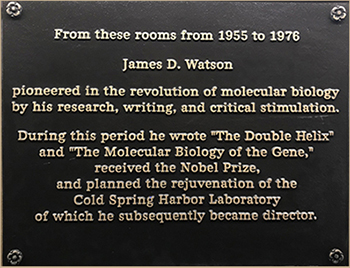 From these rooms from 1955 to 1976
James D. Watson
pioneered in the revolution of molecular biology
by his research, writing, and critical stimulation.
During this period he wrote "The Double Helix"
and "The Molecular Biology of the Gene,"
received the Nobel Prize,
and planned the rejuvenation of the
Cold Spring Harbor Laboratory
of which he subsequently became director.